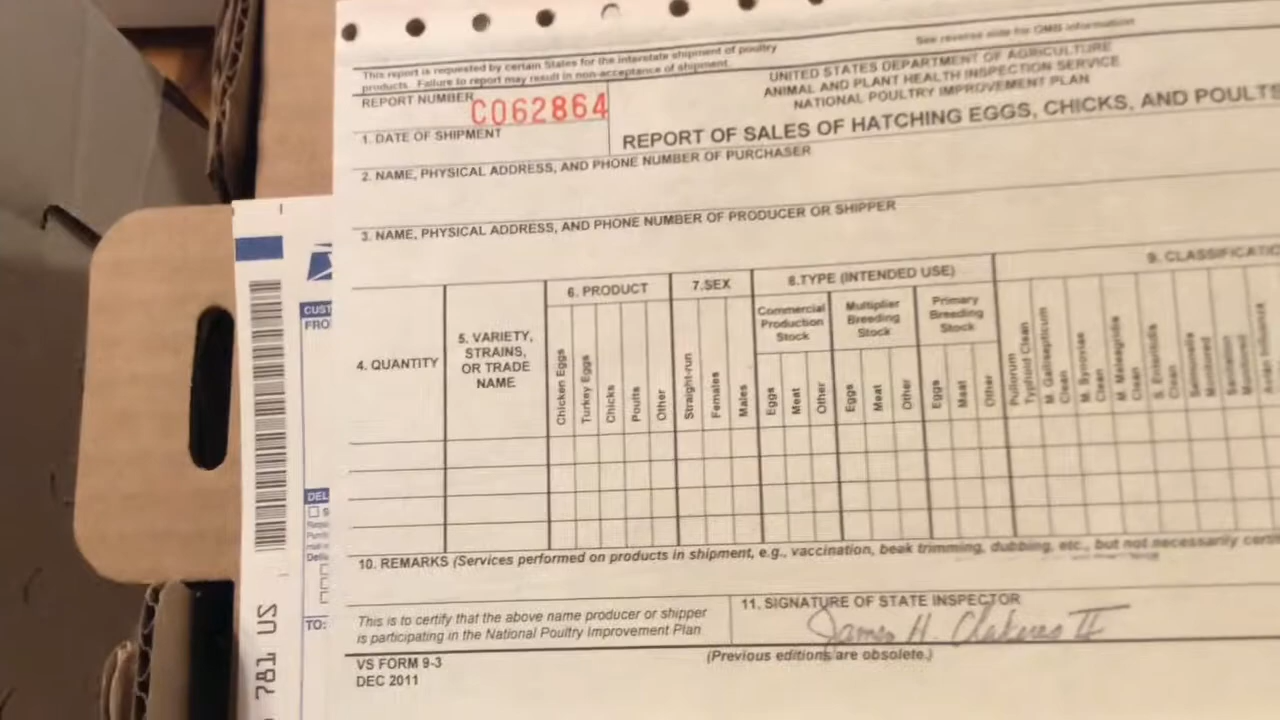 See reverse side for OMB information
This report is requested by certain States for the interstate shipment of poultry
products. Failure to report may result in non-acceptance of shipment.
UNITED STATES DEPARTMENT OF AGRICULTURE
ANIMAL AND PLANT HEALTH INSPECTION SERVICE
NATIONAL POULTRY IMPROVEMENT PLAN
REPORT NUMBER
C062864
REPORT OF SALES OF HATCHING EGGS, CHICKS, AND POULTS
1. DATE OF SHIPMENT
2. NAME, PHYSICAL ADDRESS, AND PHONE NUMBER OF PURCHASER
3. NAME, PHYSICAL ADDRESS, AND PHONE NUMBER OF PRODUCER OR SHIPPER
4. QUANTITY
5. VARIETY,
STRAINS,
OR TRADE
NAME
6. PRODUCT
Chicken Eggs
Turkey Eggs
Chicks
Poults
Other
7.SEX
Straight-run
Females
Males
8.TYPE (INTENDED USE)
Commercial
Production
Stock
Eggs
Meat
Other
Multiplier
Breeding
Stock
Eggs
Meat
Other
Primary
Breeding
Stock
Eggs
Meat
Other
9. CLASSIFICATIO
Pullorum
Typhoid Clean
M. Gallisepticum
Clean
M. Synoviae
Clean
M. Meleagridis
Clean
S. Enteritidis
Clean
Salmonella
Monitored
10. REMARKS (Services performed on products in shipment, e.g., vaccination, beak trimming, dubbing, etc., but not necessarily certi
This is to certify that the above name producer or shipper
is participating in the National Poultry Improvement Plan
11. SIGNATURE OF STATE INSPECTOR
James H.
II
VS FORM 9-3
DEC 2011
(Previous editions are obsolete.)
CUST
FRO
DEL
TO:
781 US